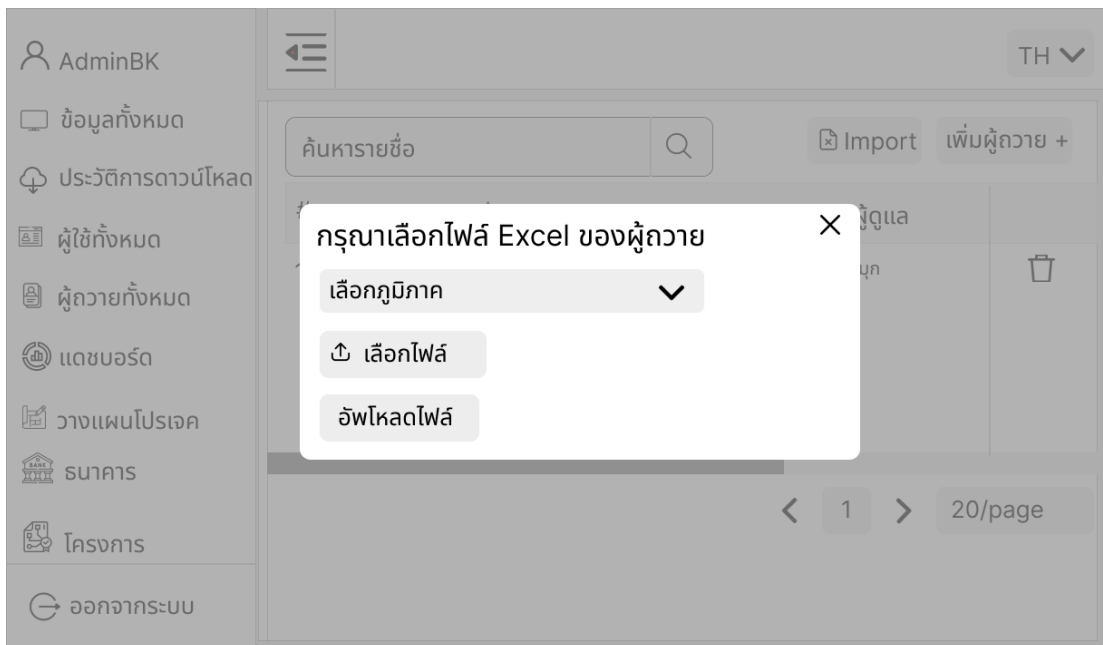 AdminBK
TH
ข้อมูลทั้งหมด
ประวัติการดาวน์โหลด
ผู้ใช้ทั้งหมด
ผู้ถวายทั้งหมด
แดชบอร์ด
วางแผนโปรเจค
ธนาคาร
โครงการ
ออกจากระบบ
ค้นหารายชื่อ
Import
เพิ่มผู้ถวาย +
ผู้ดูแล
กรุณาเลือกไฟล์ Excel ของผู้ถวาย
เลือกภูมิภาค
เลือกไฟล์
อัพโหลดไฟล์
1
20/page